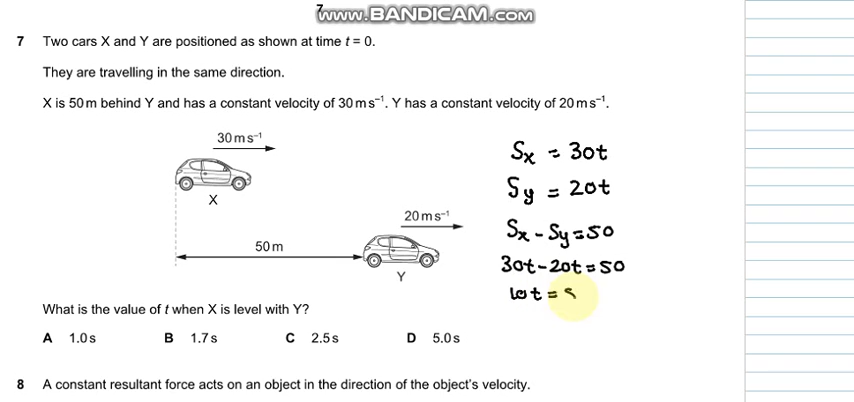 7
www.BANDICAM.com
7 Two cars X and Y are positioned as shown at time t = 0.
They are travelling in the same direction.
X is 50 m behind Y and has a constant velocity of 30 m s⁻¹. Y has a constant velocity of 20 m s⁻¹.
30 m s⁻¹
X
20 m s⁻¹
50 m
Y
Sx = 30t
Sy = 20t
Sx - Sy = 50
30t - 20t = 50
10t = 5
What is the value of t when X is level with Y?
A 1.0 s B 1.7 s C 2.5 s D 5.0 s
8 A constant resultant force acts on an object in the direction of the object's velocity.